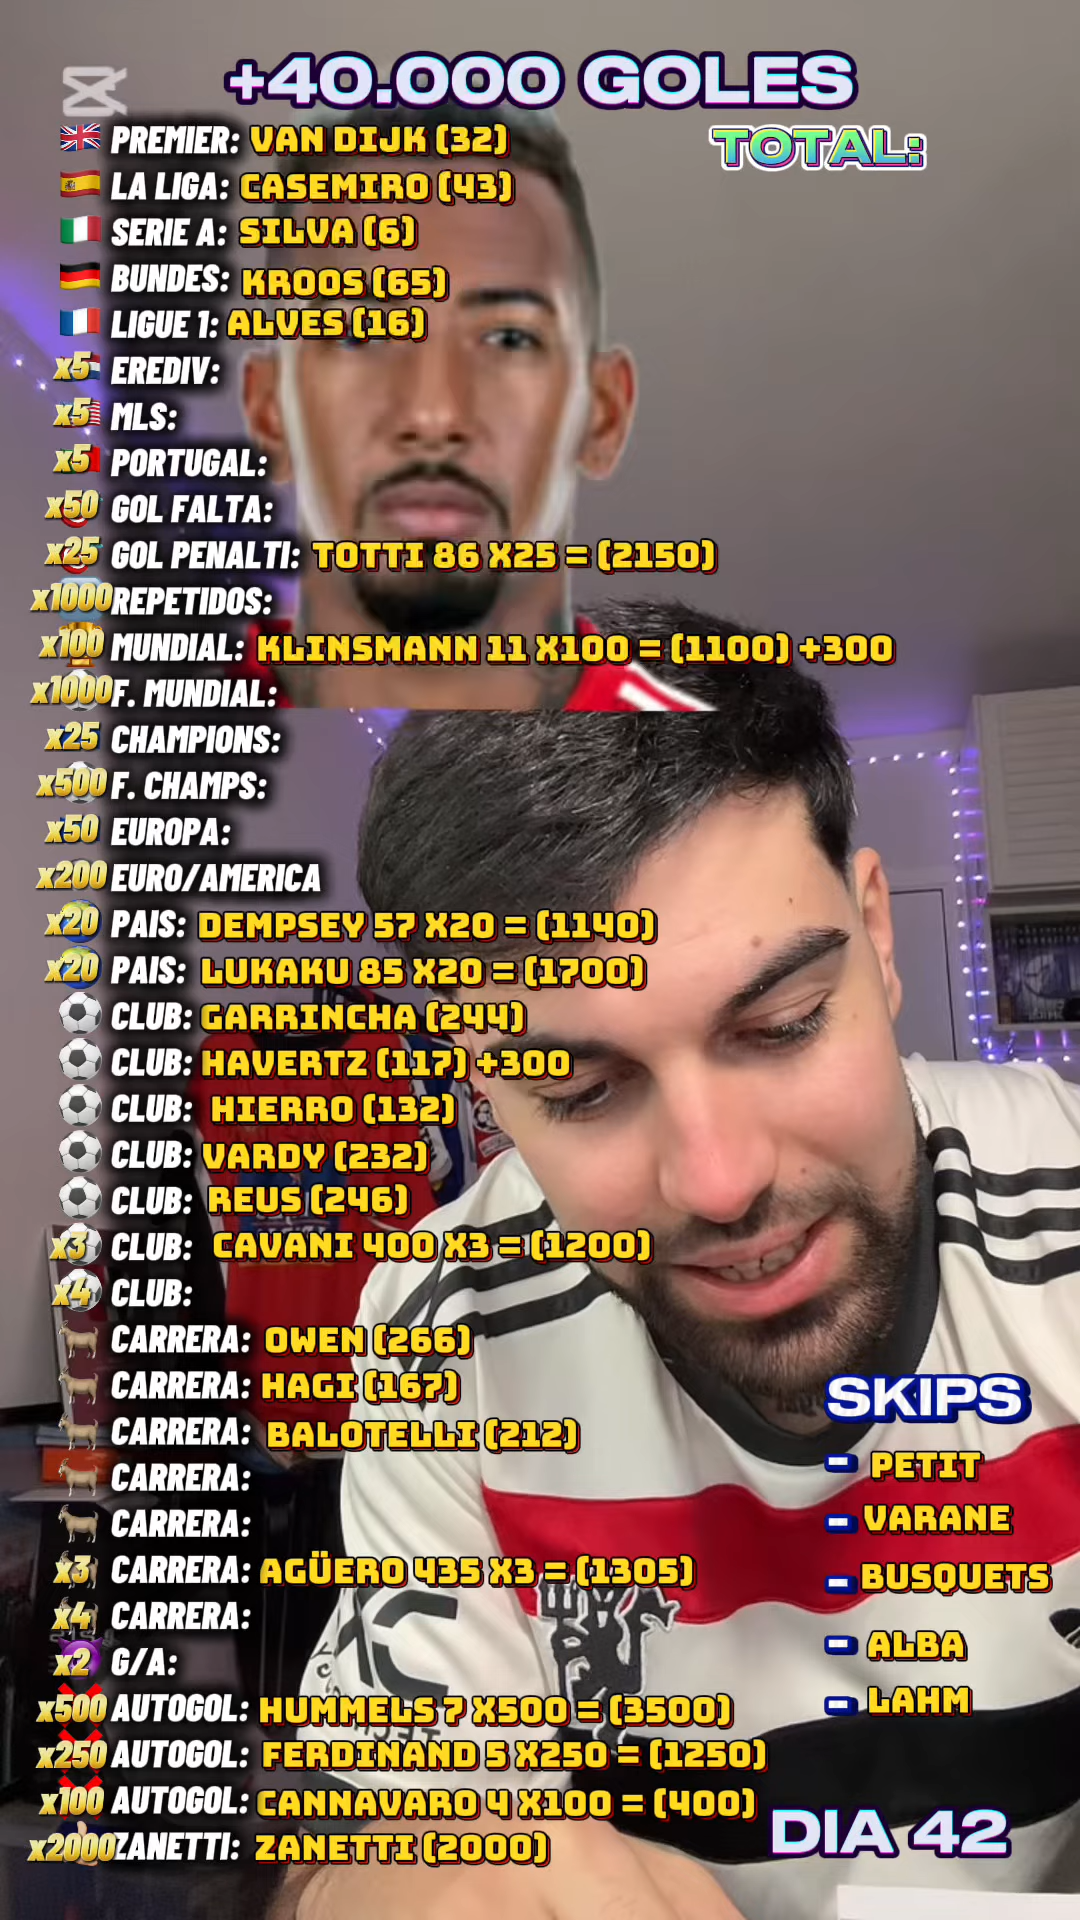 +40.000 GOLES
TOTAL:
PREMIER: VAN DIJK (32)
LA LIGA: CASEMIRO (43)
SERIE A: SILVA (6)
BUNDES: KROOS (65)
LIGUE 1: ALVES (16)
x5 EREDIV:
x5 MLS:
x5 PORTUGAL:
x50 GOL FALTA:
x25 GOL PENALTI: TOTTI 86 X25 = (2150)
x1000 REPETIDOS:
x100 MUNDIAL: KLINSMANN 11 X100 = (1100) +300
x1000 F. MUNDIAL:
x25 CHAMPIONS:
x500 F. CHAMPS:
x50 EUROPA:
x200 EURO/AMERICA
x20 PAIS: DEMPSEY 57 X20 = (1140)
x20 PAIS: LUKAKU 85 X20 = (1700)
CLUB: GARRINCHA (244)
CLUB: HAVERTZ (117) +300
CLUB: HIERRO (132)
CLUB: VARDY (232)
CLUB: REUS (246)
x3 CLUB: CAVANI 400 X3 = (1200)
x4 CLUB:
CARRERA: OWEN (266)
CARRERA: HAGI (167)
CARRERA: BALOTELLI (212)
CARRERA:
CARRERA:
x3 CARRERA: AGÜERO 435 X3 = (1305)
x4 CARRERA:
x2 G/A:
x500 AUTOGOL: HUMMELS 7 X500 = (3500)
x250 AUTOGOL: FERDINAND 5 X250 = (1250)
x100 AUTOGOL: CANNAVARO 4 X100 = (400)
x2000 ZANETTI: ZANETTI (2000)
SKIPS
- PETIT
- VARANE
- BUSQUETS
- ALBA
- LAHM
DIA 42